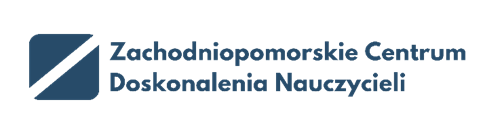 Zachodniopomorskie Centrum
Doskonalenia Nauczycieli